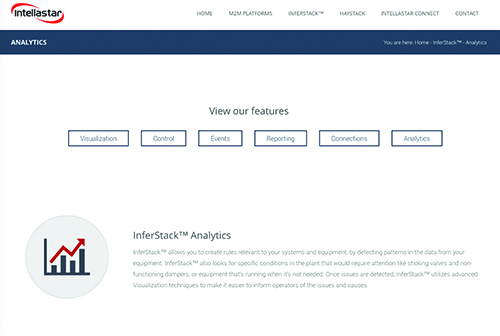 intellastar
HOME M2M PLATFORMS INFERSTACK™ HAYSTACK INTELLASTAR CONNECT CONTACT
ANALYTICS
You are here: Home - InferStack™ - Analytics
View our features
Visualization Control Events Reporting Connections Analytics
InferStack™ Analytics
InferStack™ allows you to create rules relevant to your systems and equipment, by detecting patterns in the data from your
equipment. InferStack™ also looks for specific conditions in the plant that would require attention like sticking valves and non-
functioning dampers, or equipment that's running when it's not needed. Once issues are detected, InferStack™ utilizes advanced
Visualization techniques to make it easier to inform operators of the issues and causes.